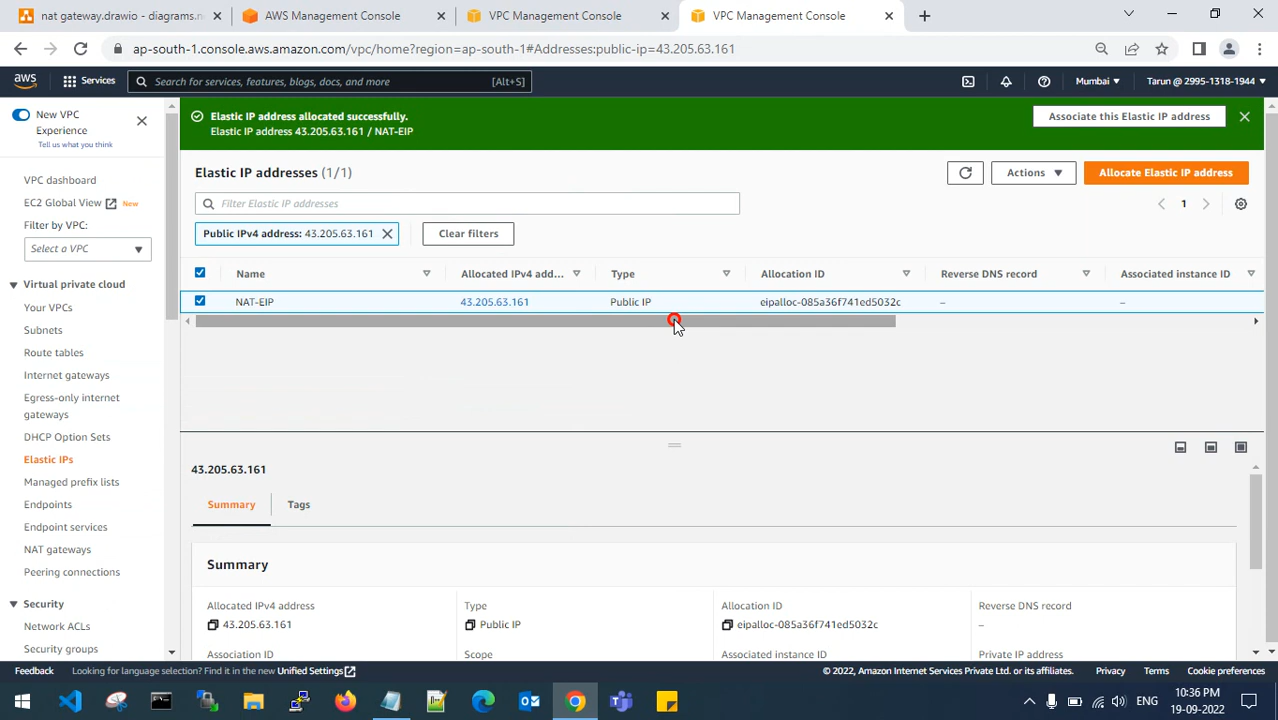 nat gateway.drawio - diagrams.n
AWS Management Console
VPC Management Console
VPC Management Console
ap-south-1.console.aws.amazon.com/vpc/home?region=ap-south-1#Addresses:public-ip=43.205.63.161
aws
Services
Search for services, features, blogs, docs, and more
[Alt+S]
Mumbai
Tarun @ 2995-1318-1944
New VPC
Experience
Tell us what you think
VPC dashboard
EC2 Global View
New
Filter by VPC:
Select a VPC
Virtual private cloud
Your VPCs
Subnets
Route tables
Internet gateways
Egress-only internet
gateways
DHCP Option Sets
Elastic IPs
Managed prefix lists
Endpoints
Endpoint services
NAT gateways
Peering connections
Security
Network ACLs
Security groups
Elastic IP address allocated successfully.
Elastic IP address 43.205.63.161 / NAT-EIP
Associate this Elastic IP address
Elastic IP addresses (1/1)
Actions
Allocate Elastic IP address
Filter Elastic IP addresses
1
Public IPv4 address: 43.205.63.161
Clear filters
Name
Allocated IPv4 add...
Type
Allocation ID
Reverse DNS record
Associated instance ID
NAT-EIP
43.205.63.161
Public IP
eipalloc-085a36f741ed5032c
–
–
43.205.63.161
Summary
Tags
Summary
Allocated IPv4 address
43.205.63.161
Type
Public IP
Allocation ID
eipalloc-085a36f741ed5032c
Reverse DNS record
–
Association ID
Scope
Associated instance ID
Private IP address
Feedback
Looking for language selection? Find it in the new Unified Settings
© 2022, Amazon Internet Services Private Ltd. or its affiliates.
Privacy
Terms
Cookie preferences
ENG
10:36 PM
19-09-2022